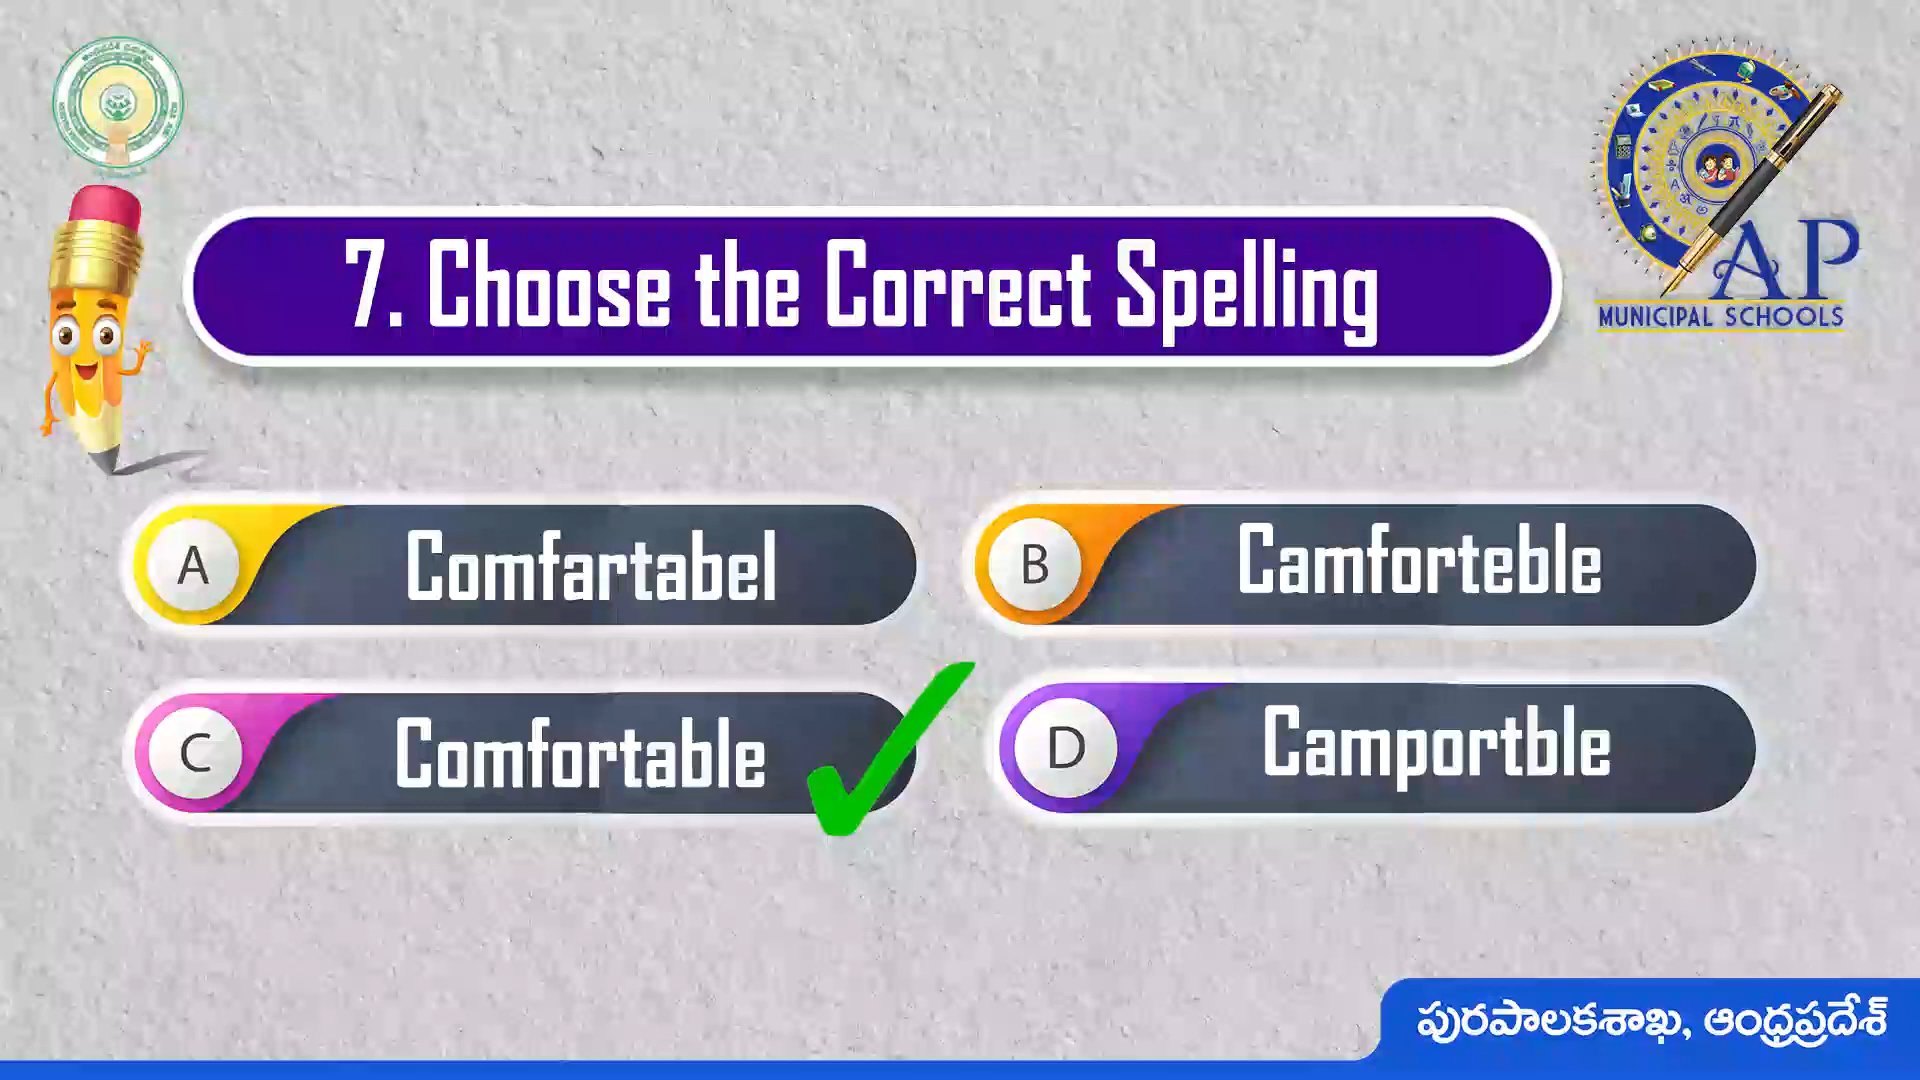 7. Choose the Correct Spelling
AP
MUNICIPAL SCHOOLS
A Comfartabel
B Camforteble
C Comfortable
D Camportble
పురపాలకశాఖ, ఆంధ్రప్రదేశ్